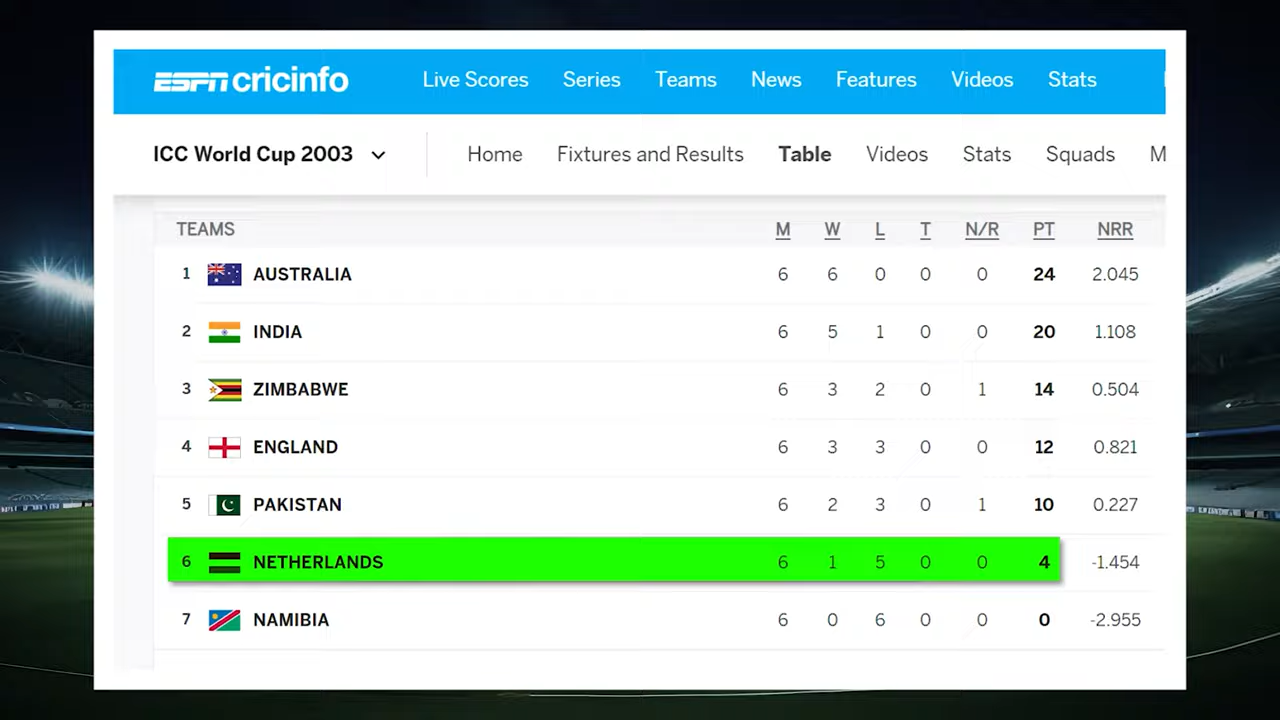 ESPN cricinfo Live Scores Series Teams News Features Videos Stats
ICC World Cup 2003 Home Fixtures and Results Table Videos Stats Squads M
TEAMS M W L T N/R PT NRR
1 AUSTRALIA 6 6 0 0 0 24 2.045
2 INDIA 6 5 1 0 0 20 1.108
3 ZIMBABWE 6 3 2 0 1 14 0.504
4 ENGLAND 6 3 3 0 0 12 0.821
5 PAKISTAN 6 2 3 0 1 10 0.227
6 NETHERLANDS 6 1 5 0 0 4 -1.454
7 NAMIBIA 6 0 6 0 0 0 -2.955